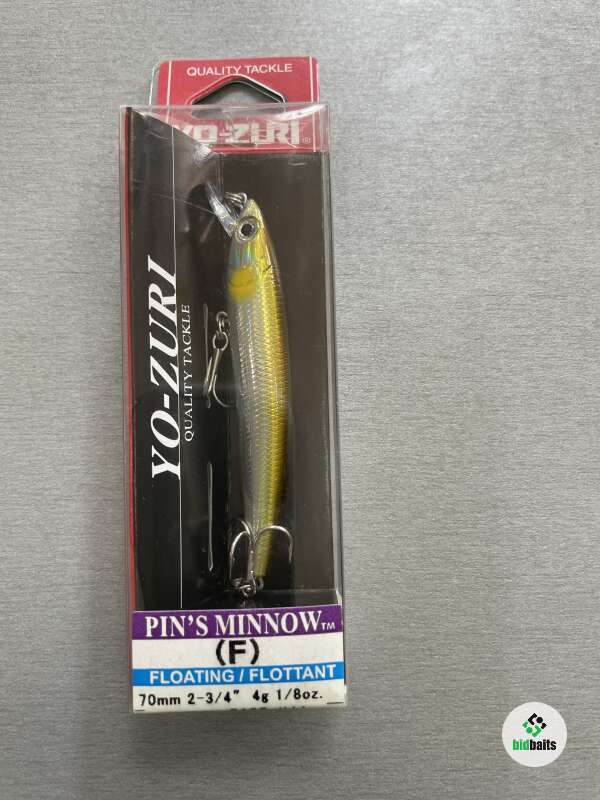 QUALITY TACKLE
YO-ZURI®
YO-ZURI
QUALITY TACKLE
PIN'S MINNOW™
(F)
FLOATING/FLOTTANT
70mm 2-3/4" 4g 1/8oz.
bidbaits